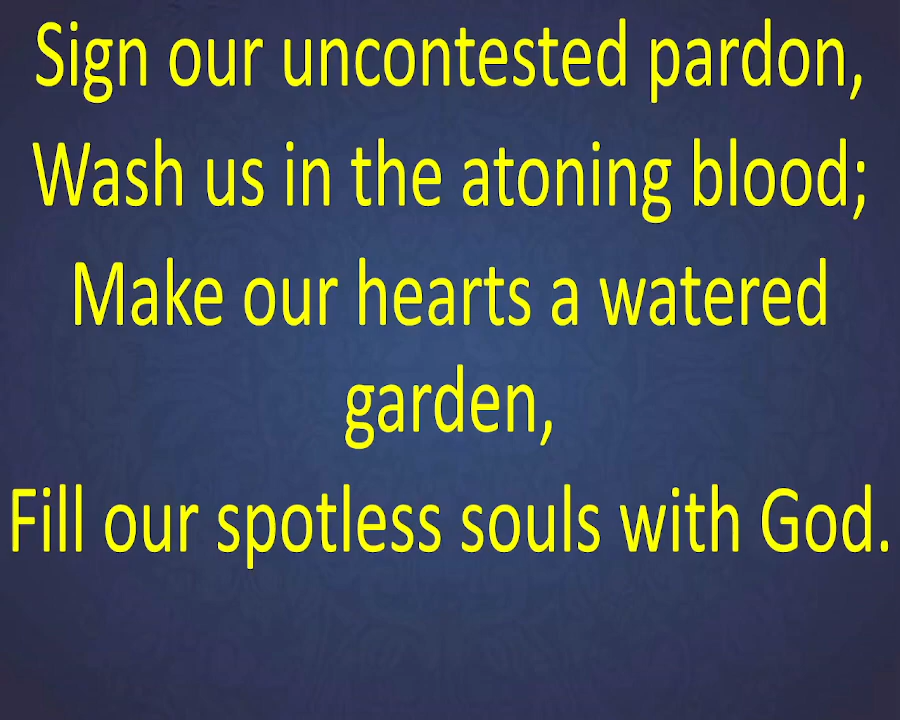 Sign our uncontested pardon,
Wash us in the atoning blood;
Make our hearts a watered
garden,
Fill our spotless souls with God.